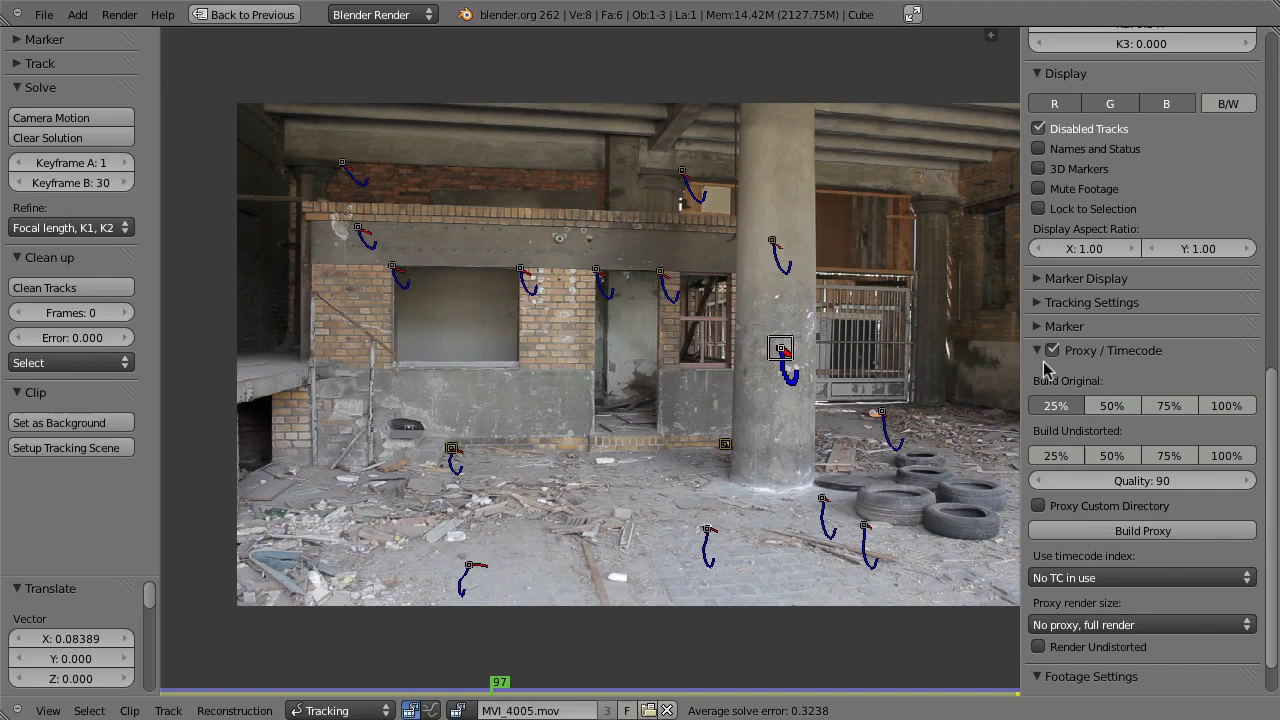 File Add Render Help Back to Previous Blender Render blender.org 262 | Ve:8 | Fa:6 | Ob:1-3 | La:1 | Mem:14.42M (2127.75M) | Cube
Marker
Track
Solve
Camera Motion
Clear Solution
Keyframe A: 1
Keyframe B: 30
Refine:
Focal length, K1, K2
Clean up
Clean Tracks
Frames: 0
Error: 0.000
Select
Clip
Set as Background
Setup Tracking Scene
Translate
Vector
X: 0.08389
Y: 0.000
Z: 0.000
97
K3: 0.000
Display
R G B B/W
Disabled Tracks
Names and Status
3D Markers
Mute Footage
Lock to Selection
Display Aspect Ratio:
X: 1.00 Y: 1.00
Marker Display
Tracking Settings
Marker
Proxy / Timecode
Build Original:
25% 50% 75% 100%
Build Undistorted:
25% 50% 75% 100%
Quality: 90
Proxy Custom Directory
Build Proxy
Use timecode index:
No TC in use
Proxy render size:
No proxy, full render
Render Undistorted
Footage Settings
View Select Clip Track Reconstruction Tracking MVI_4005.mov 3 F Average solve error: 0.3238